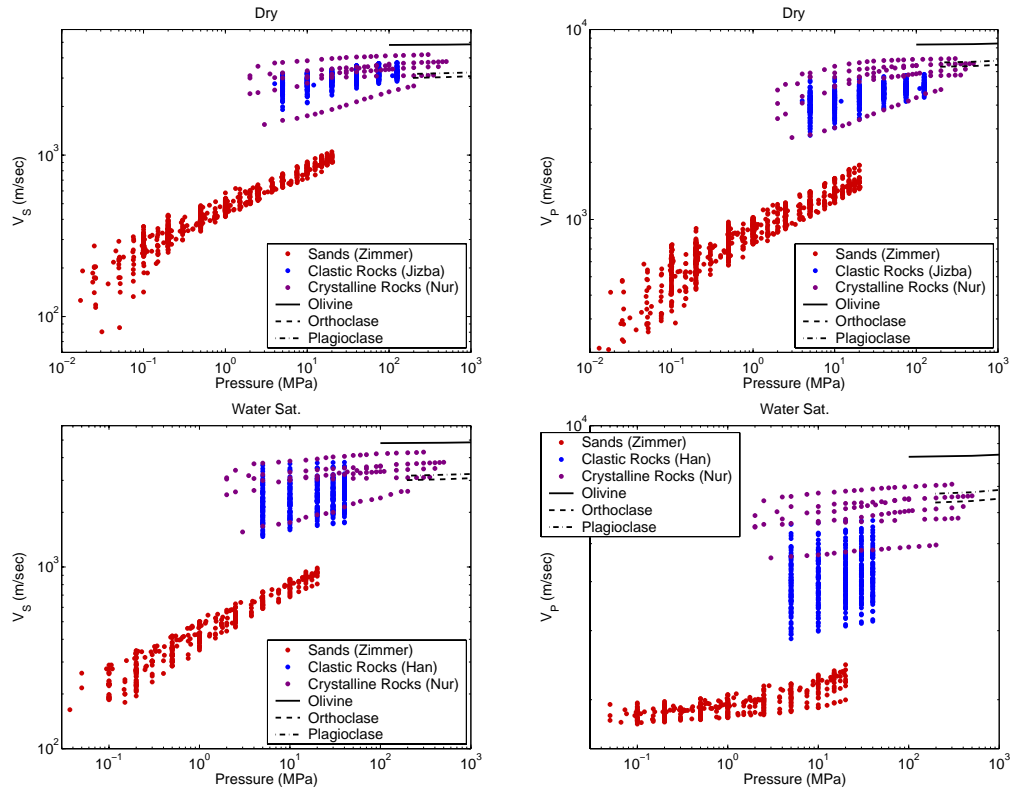 Dry
V_S (m/sec)
10^3
10^2
Sands (Zimmer)
Clastic Rocks (Jizba)
Crystalline Rocks (Nur)
Olivine
Orthoclase
Plagioclase
10^−2 10^−1 10^0 10^1 10^2 10^3
Pressure (MPa)
Dry
V_P (m/sec)
10^4
10^3
Sands (Zimmer)
Clastic Rocks (Jizba)
Crystalline Rocks (Nur)
Olivine
Orthoclase
Plagioclase
10^−2 10^−1 10^0 10^1 10^2 10^3
Pressure (MPa)
Water Sat.
V_S (m/sec)
10^3
10^2
Sands (Zimmer)
Clastic Rocks (Han)
Crystalline Rocks (Nur)
Olivine
Orthoclase
Plagioclase
10^−1 10^0 10^1 10^2 10^3
Pressure (MPa)
Water Sat.
V_P (m/sec)
10^4
Sands (Zimmer)
Clastic Rocks (Han)
Crystalline Rocks (Nur)
Olivine
Orthoclase
Plagioclase
10^−1 10^0 10^1 10^2 10^3
Pressure (MPa)